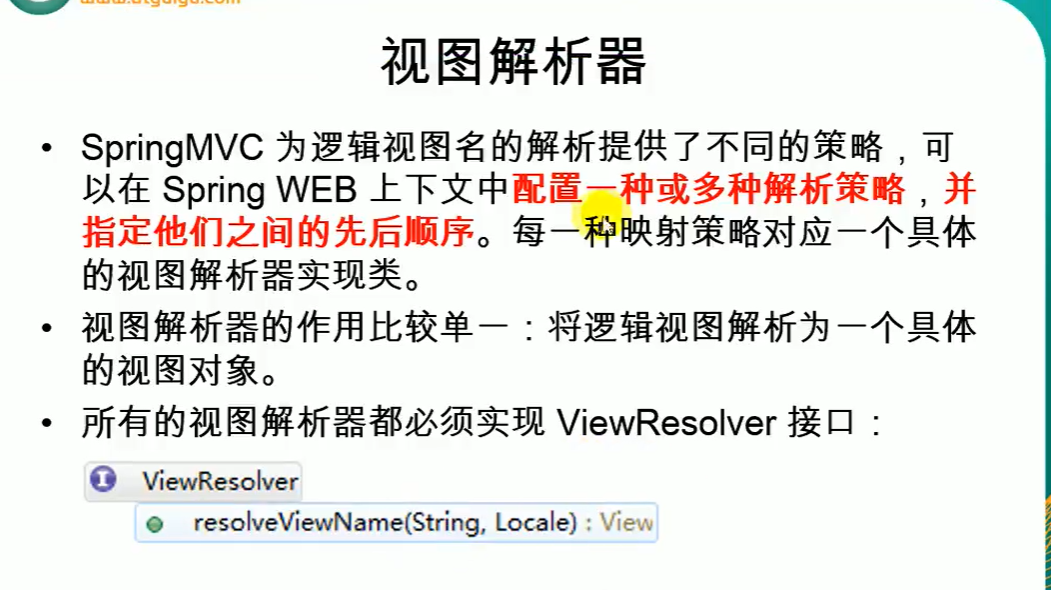 www.atguigu.com
视图解析器
• SpringMVC 为逻辑视图名的解析提供了不同的策略，可
以在 Spring WEB 上下文中配置一种或多种解析策略，并
指定他们之间的先后顺序。每一种映射策略对应一个具体
的视图解析器实现类。
• 视图解析器的作用比较单一：将逻辑视图解析为一个具体
的视图对象。
• 所有的视图解析器都必须实现 ViewResolver 接口：
I ViewResolver
resolveViewName(String, Locale) : View